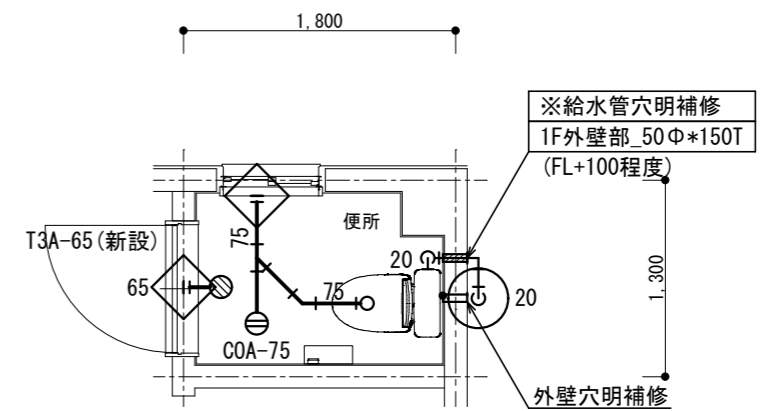 1,800
※給水管穴明補修
1F外壁部_50Φ*150T
(FL+100程度)
便所
T3A-65(新設)
75
20
65
75
20
1,300
COA-75
外壁穴明補修